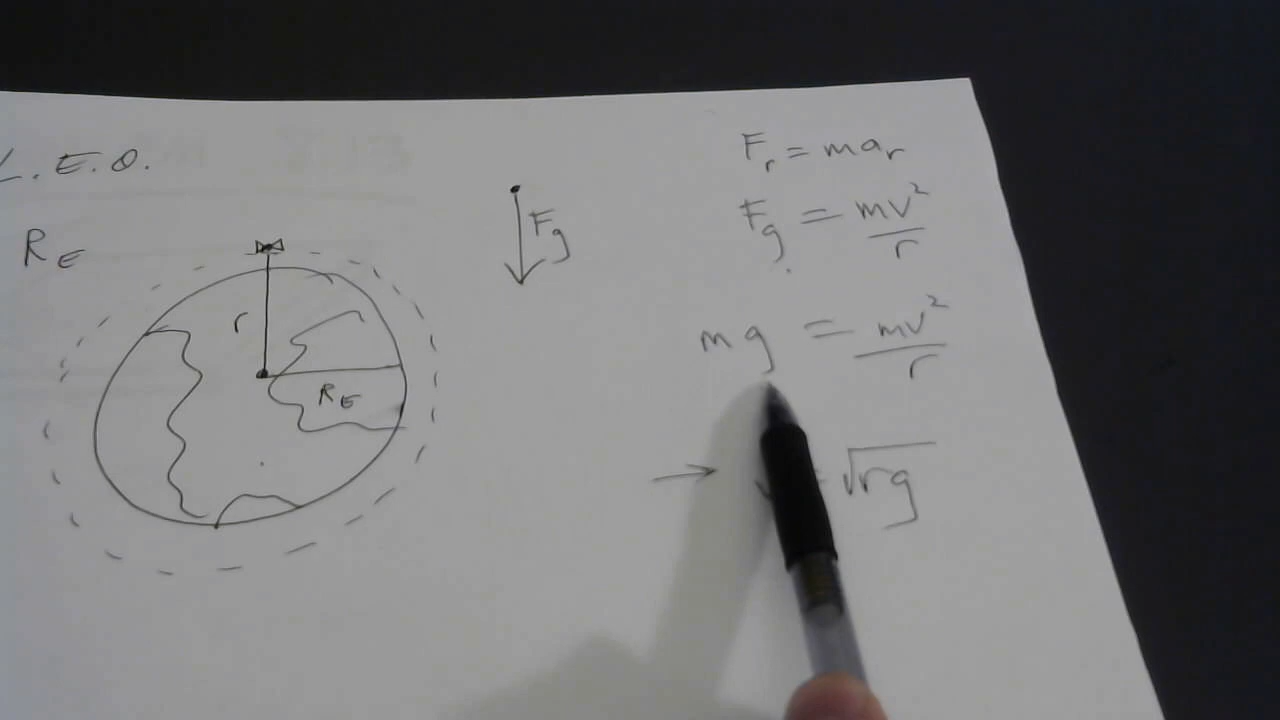 L.E.O.
R_E
r
R_E
F_g
F_r = ma_r
F_g = mv²/r
mg = mv²/r
→ = √rg